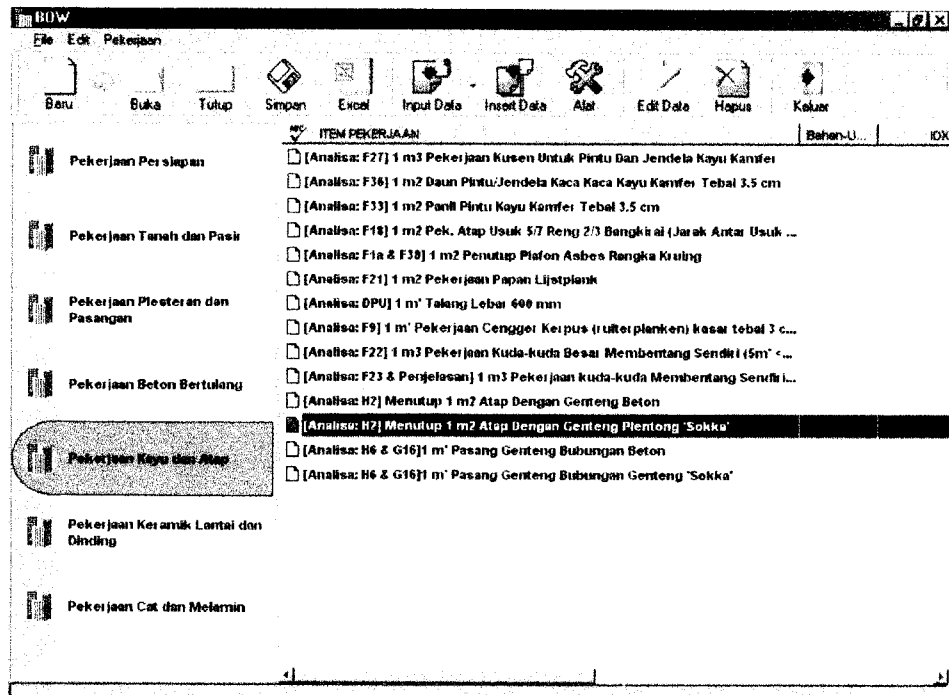 BOW
File Edit Pekerjaan
Baru Buka Tutup Simpan Excel Input Data Insert Data Alat Edit Data Hapus Keluar
ABC ITEM PEKERJAAN Bahan-U... IDX
Pekerjaan Persiapan
Pekerjaan Tanah dan Pasir
Pekerjaan Plesteran dan
Pasangan
Pekerjaan Beton Bertulang
Pekerjaan Kayu dan Atap
Pekerjaan Keramik Lantai dan
Dinding
Pekerjaan Cat dan Melamin
[Analisa: F27] 1 m3 Pekerjaan Kusen Untuk Pintu Dan Jendela Kayu Kamfer
[Analisa: F36] 1 m2 Daun Pintu/Jendela Kaca Kaca Kayu Kamfer Tebal 3.5 cm
[Analisa: F33] 1 m2 Panil Pintu Kayu Kamfer Tebal 3.5 cm
[Analisa: F18] 1 m2 Pek. Atap Usuk 5/7 Reng 2/3 Bangkirai (Jarak Antar Usuk ...
[Analisa: F1a & F30] 1 m2 Penutup Plafon Asbes Rangka Kruing
[Analisa: F21] 1 m2 Pekerjaan Papan Lijstplank
[Analisa: DPU] 1 m' Talang Lebar 600 mm
[Analisa: F9] 1 m' Pekerjaan Cengger Kerpus (ruiterplanken) kasar tebal 3 c...
[Analisa: F22] 1 m3 Pekerjaan Kuda-kuda Besar Membentang Sendiri (5m' <...
[Analisa: F23 & Penjelasan] 1 m3 Pekerjaan kuda-kuda Membentang Sendiri...
[Analisa: H2] Menutup 1 m2 Atap Dengan Genteng Beton
[Analisa: H2] Menutup 1 m2 Atap Dengan Genteng Plentong 'Sokka'
[Analisa: H6 & G16]1 m' Pasang Genteng Bubungan Beton
[Analisa: H6 & G16]1 m' Pasang Genteng Bubungan Genteng "Sokka"